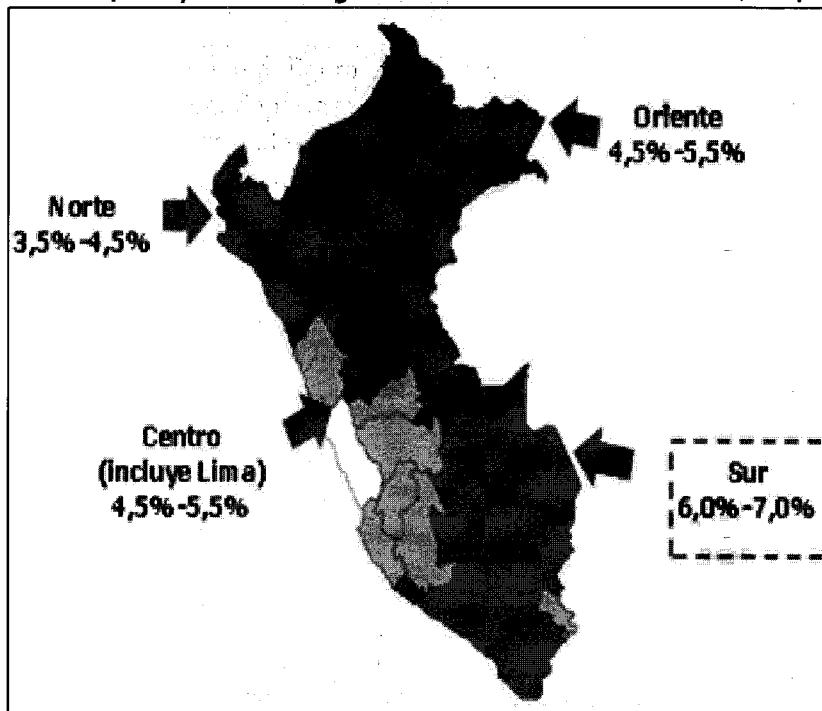 Oriente
4,5%-5,5%
Norte
3,5%-4,5%
Centro
(incluye Lima)
4,5%-5,5%
Sur
6,0%-7,0%